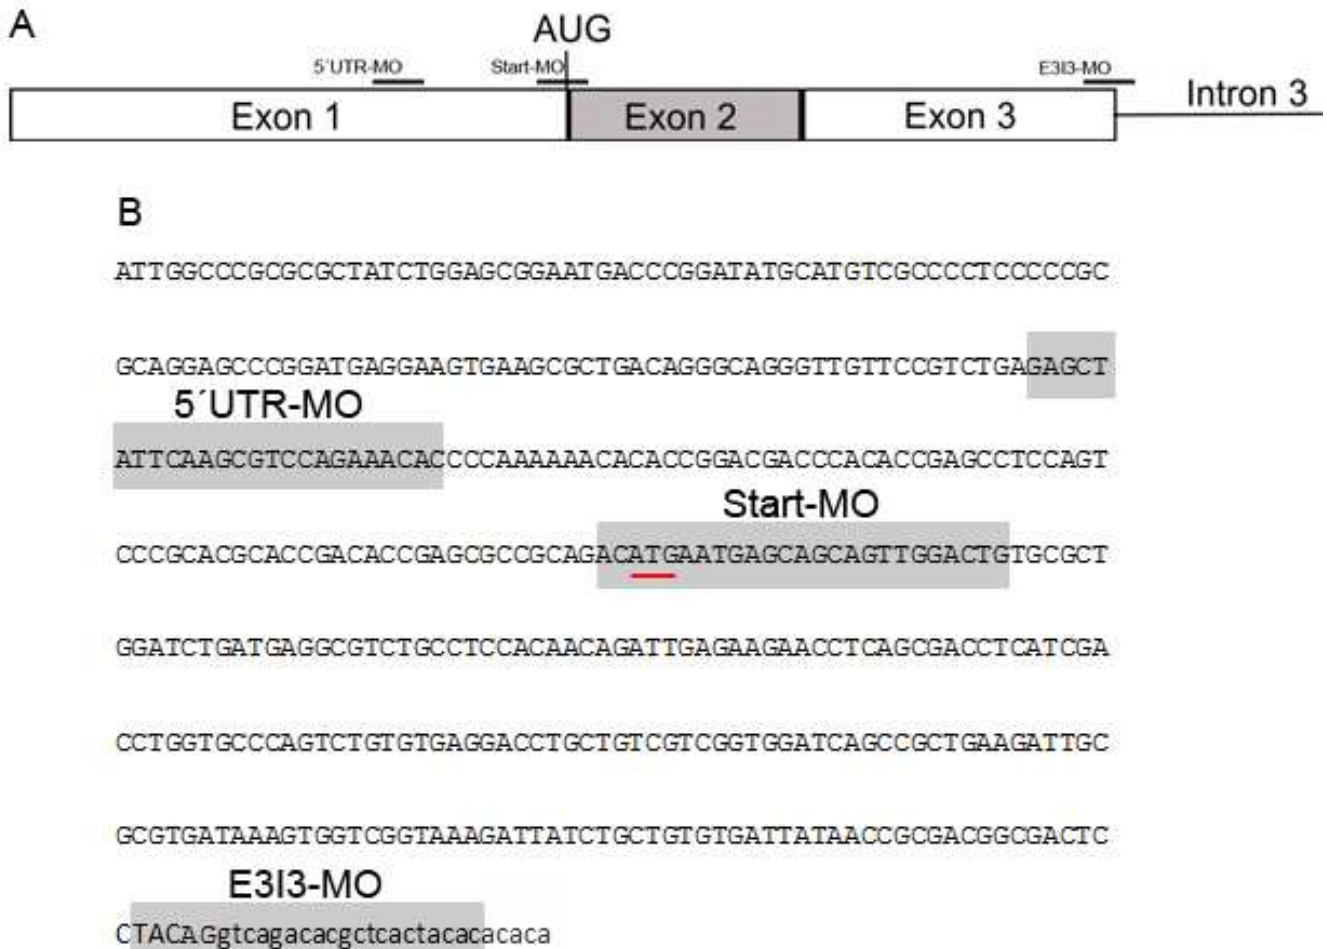 A
AUG
5´UTR-MO Start-MO E3I3-MO
Exon 1 Exon 2 Exon 3 Intron 3
B
ATTGGCCCGCGCGCTATCTGGAGCGGAATGACCCGGATATGCATGTCGCCCCTCCCCCGC
GCAGGAGCCCGGATGAGGAAGTGAAGCGCTGACAGGGCAGGGTTGTTCCGTCTGAGAGCT
5´UTR-MO
ATTCAAGCGTCCAGAAACACCCCAAAAAACACACCGGACGACCCACACCGAGCCTCCAGT
Start-MO
CCCGCACGCACCGACACCGAGCGCCGCAGACATGAATGAGCAGCAGTTGGACTGTGCGCT
GGATCTGATGAGGCGTCTGCCTCCACAACAGATTGAGAAGAACCTCAGCGACCTCATCGA
CCTGGTGCCCAGTCTGTGTGAGGACCTGCTGTCGTCGGTGGATCAGCCGCTGAAGATTGC
GCGTGATAAAGTGGTCGGTAAAGATTATCTGCTGTGTGATTATAACCGCGACGGCGACTC
E3I3-MO
CTACAGgtcagacacgctcactacacacaca